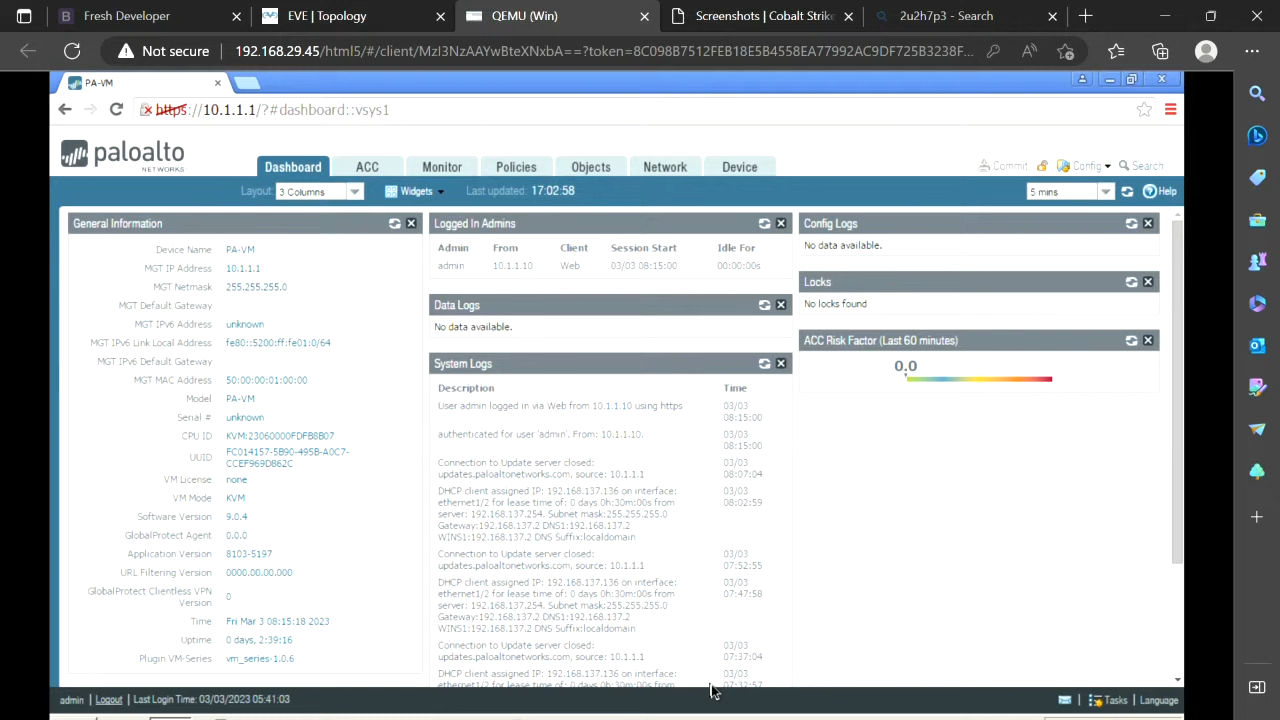 Fresh Developer
EVE | Topology
QEMU (Win)
Screenshots | Cobalt Strike
2u2h7p3 - Search
Not secure
192.168.29.45/html5/#/client/MzI3NzAAYwBteXNxbA==?token=8C098B7512FEB18E5B4558EA77992AC9DF725B3238F...
PA-VM
https://10.1.1.1/?#dashboard::vsys1
paloalto
NETWORKS
Dashboard
ACC
Monitor
Policies
Objects
Network
Device
Commit
Config
Search
Layout: 3 Columns
Widgets
Last updated: 17:02:58
5 mins
Help
General Information
Device Name PA-VM
MGT IP Address 10.1.1.1
MGT Netmask 255.255.255.0
MGT Default Gateway
MGT IPv6 Address unknown
MGT IPv6 Link Local Address fe80::5200:ff:fe01:0/64
MGT IPv6 Default Gateway
MGT MAC Address 50:00:00:01:00:00
Model PA-VM
Serial # unknown
CPU ID KVM:23060000FDFB8B07
UUID FC014157-5B90-495B-A0C7-
CCEF969D862C
VM License none
VM Mode KVM
Software Version 9.0.4
GlobalProtect Agent 0.0.0
Application Version 8103-5197
URL Filtering Version 0000.00.00.000
GlobalProtect Clientless VPN
Version 0
Time Fri Mar 3 08:15:18 2023
Uptime 0 days, 2:39:16
Plugin VM-Series vm_series-1.0.6
Logged In Admins
Admin From Client Session Start Idle For
admin 10.1.1.10 Web 03/03 08:15:00 00:00:00s
Data Logs
No data available.
System Logs
Description Time
User admin logged in via Web from 10.1.1.10 using https 03/03
08:15:00
authenticated for user 'admin'. From: 10.1.1.10. 03/03
08:15:00
Connection to Update server closed: 03/03
updates.paloaltonetworks.com, source: 10.1.1.1 08:07:04
DHCP client assigned IP: 192.168.137.136 on interface: 03/03
ethernet1/2 for lease time of: 0 days 0h:30m:00s from 08:02:59
server: 192.168.137.254. Subnet mask:255.255.255.0
Gateway:192.168.137.2 DNS1:192.168.137.2
WINS1:192.168.137.2 DNS Suffix:localdomain
Connection to Update server closed: 03/03
updates.paloaltonetworks.com, source: 10.1.1.1 07:52:55
DHCP client assigned IP: 192.168.137.136 on interface: 03/03
ethernet1/2 for lease time of: 0 days 0h:30m:00s from 07:47:58
server: 192.168.137.254. Subnet mask:255.255.255.0
Gateway:192.168.137.2 DNS1:192.168.137.2
WINS1:192.168.137.2 DNS Suffix:localdomain
Connection to Update server closed: 03/03
updates.paloaltonetworks.com, source: 10.1.1.1 07:37:04
DHCP client assigned IP: 192.168.137.136 on interface: 03/03
ethernet1/2 for lease time of: 0 days 0h:30m:00s from 07:32:57
Config Logs
No data available.
Locks
No locks found
ACC Risk Factor (Last 60 minutes)
0.0
admin | Logout | Last Login Time: 03/03/2023 05:41:03
Tasks | Language